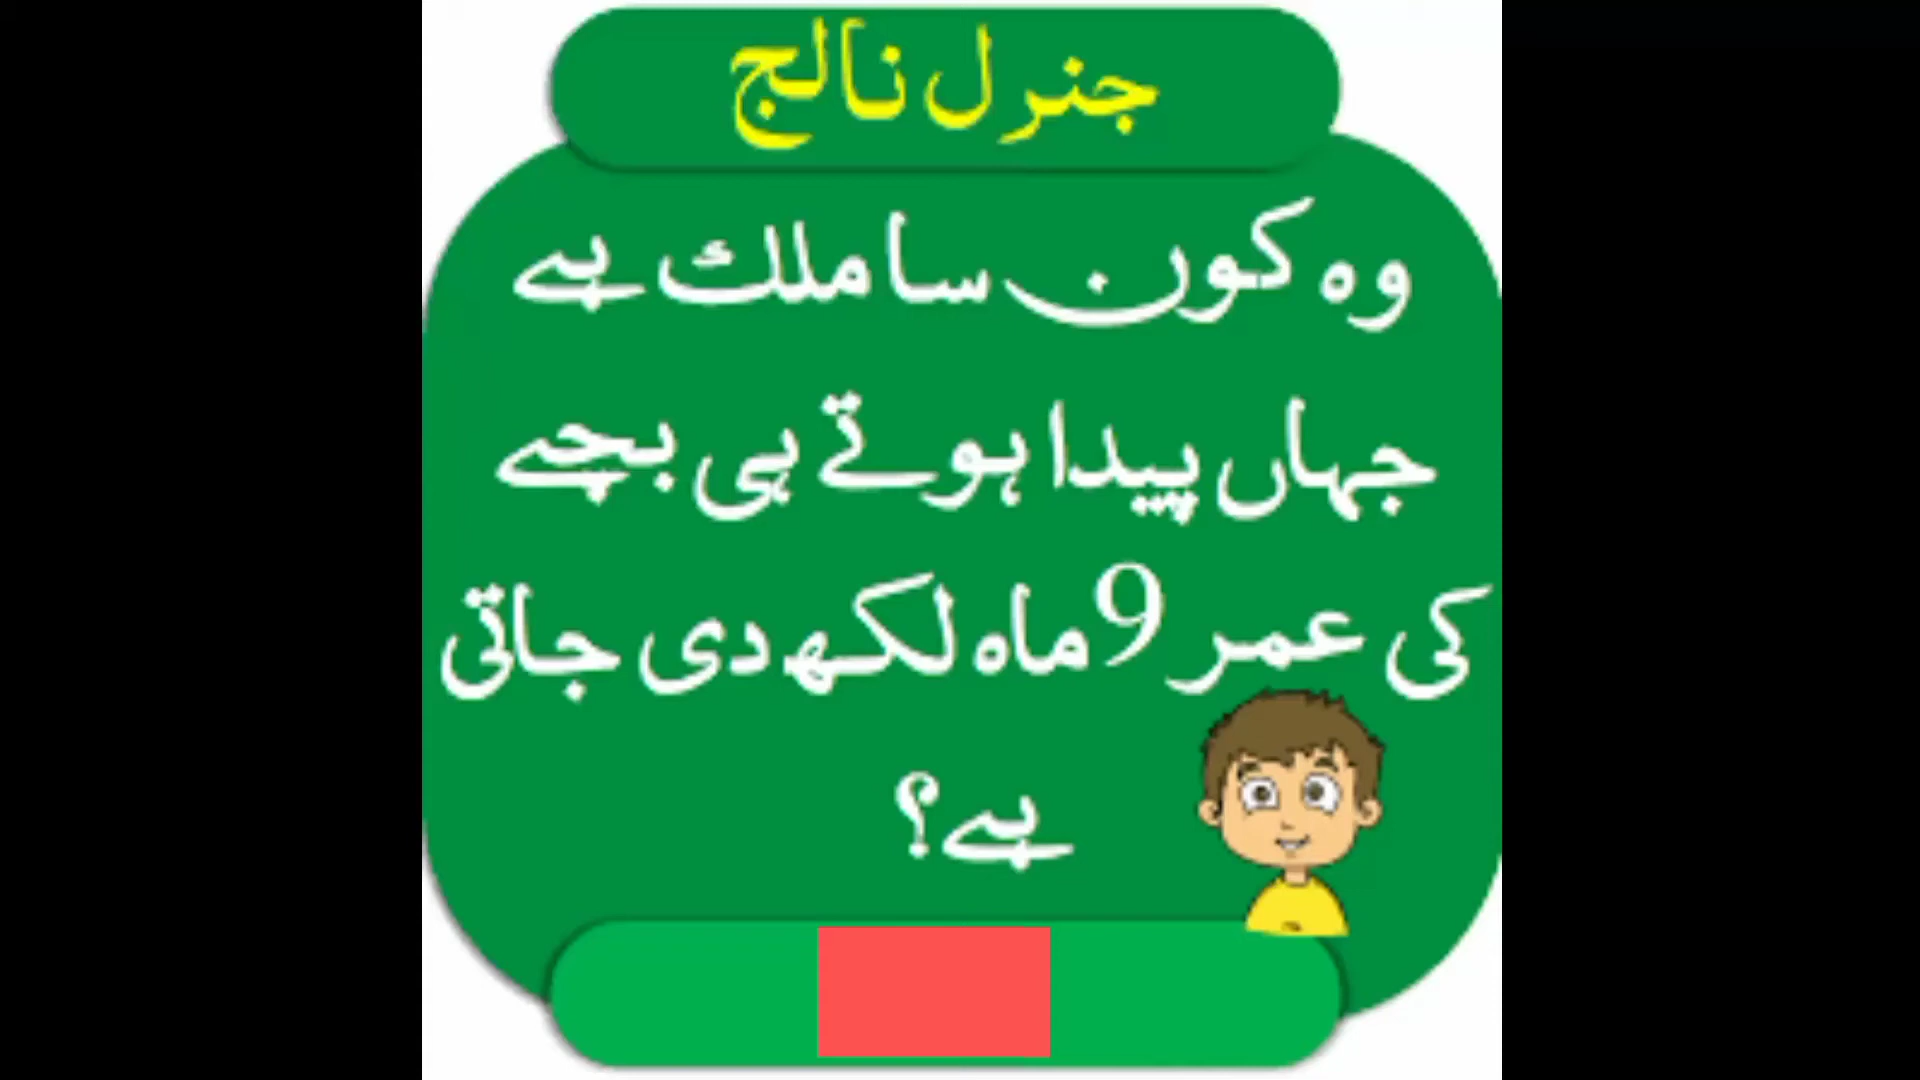 جنرل نالج
وہ کون سا ملک ہے
جہاں پیدا ہوتے ہی بچے
کی عمر 9 ماہ لکھ دی جاتی
ہے؟